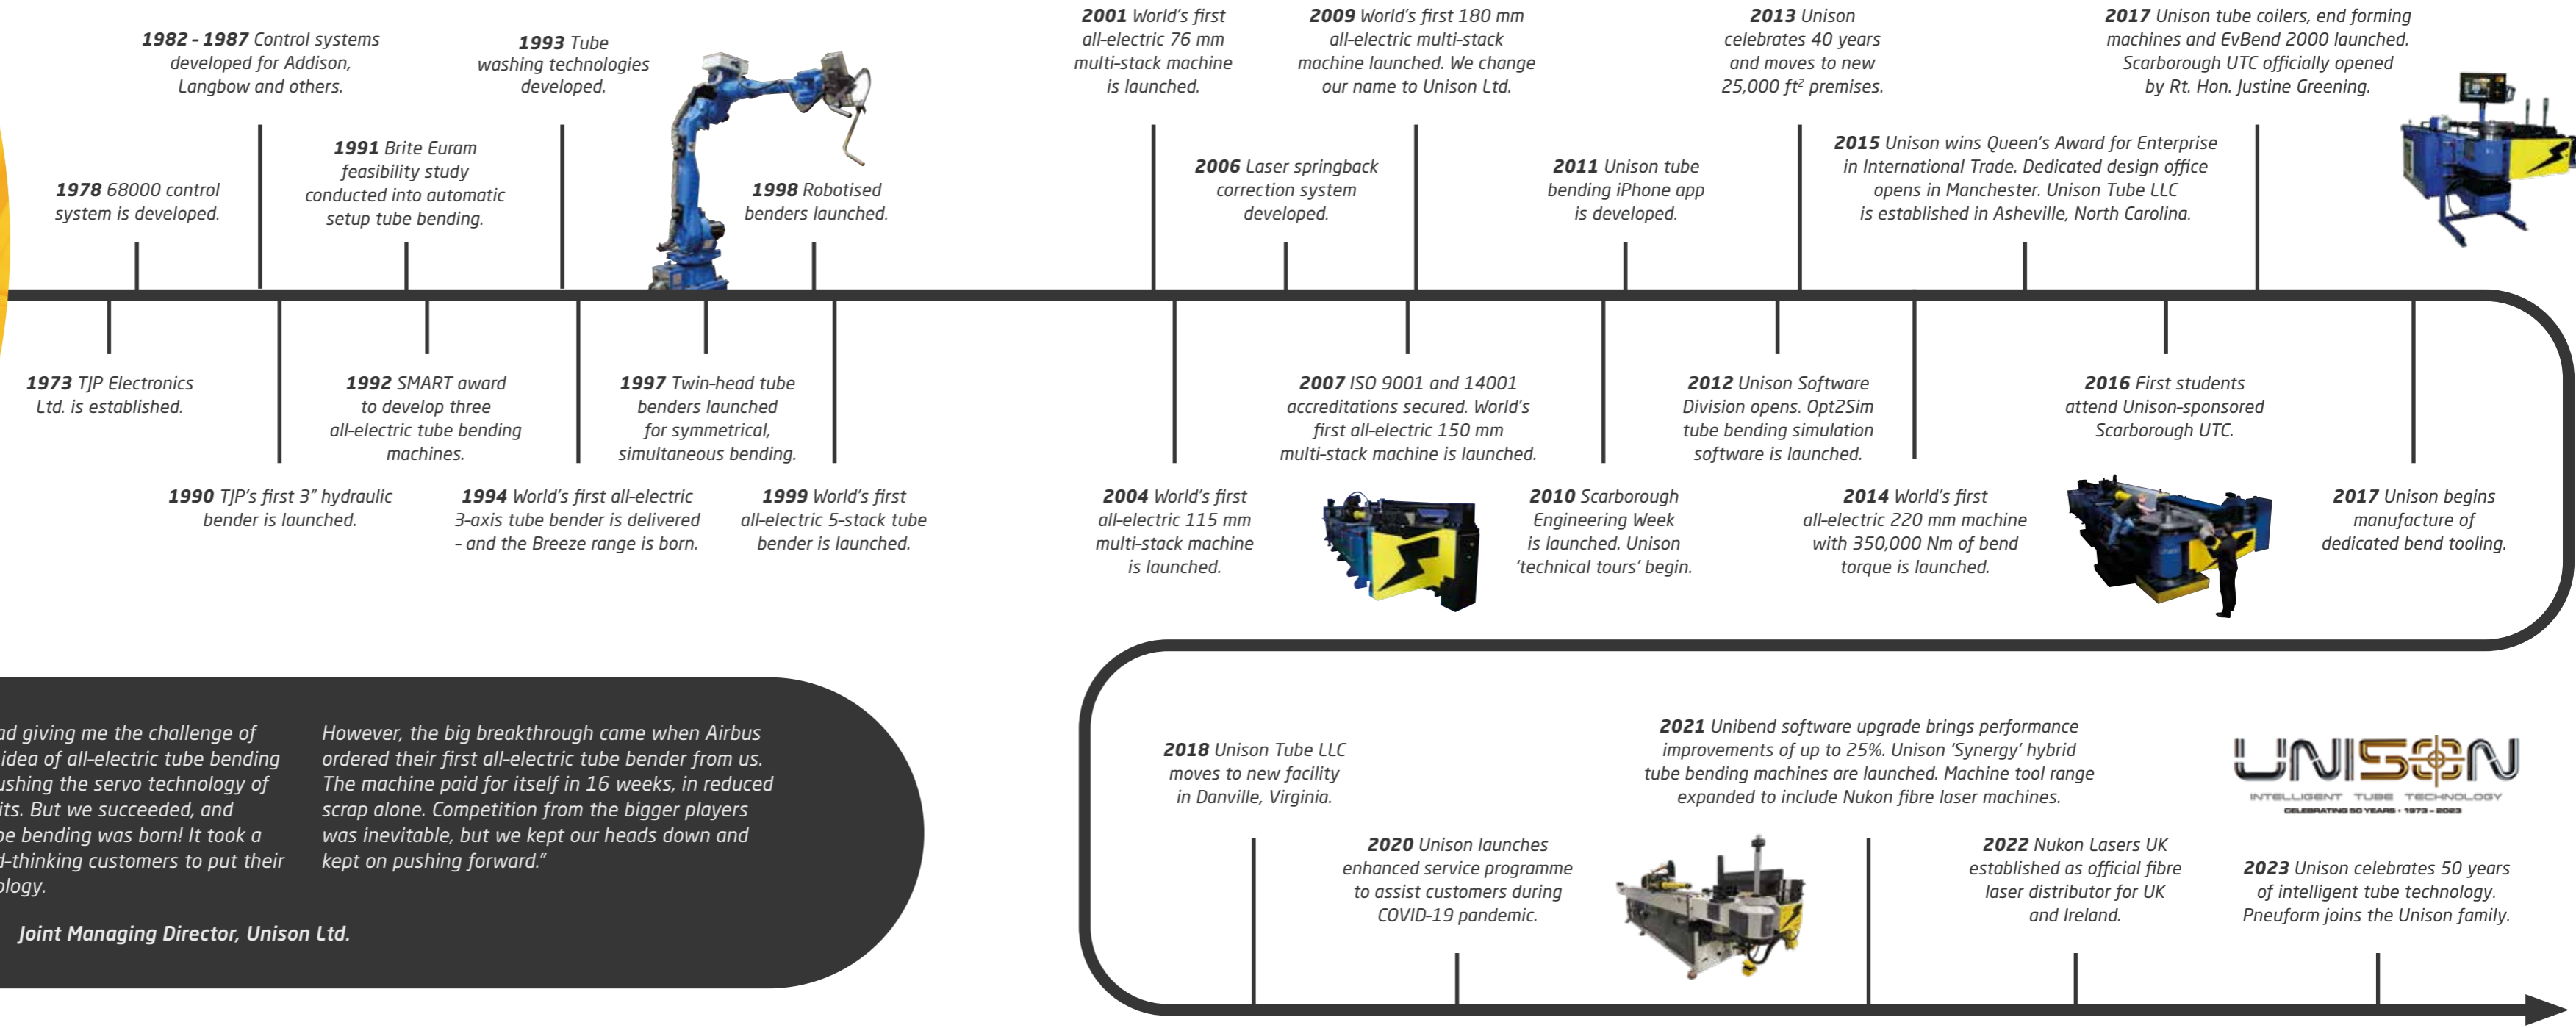 1973 TJP Electronics
Ltd. is established.
1978 68000 control
system is developed.
1982 - 1987 Control systems
developed for Addison,
Langbow and others.
1990 TJP’s first 3” hydraulic
bender is launched.
1991 Brite Euram
feasibility study
conducted into automatic
setup tube bending.
1992 SMART award
to develop three
all-electric tube bending
machines.
1993 Tube
washing technologies
developed.
1994 World’s first all-electric
3-axis tube bender is delivered
– and the Breeze range is born.
1997 Twin-head tube
benders launched
for symmetrical,
simultaneous bending.
1998 Robotised
benders launched.
1999 World’s first
all-electric 5-stack tube
bender is launched.
2001 World’s first
all-electric 76 mm
multi-stack machine
is launched.
2004 World’s first
all-electric 115 mm
multi-stack machine
is launched.
2006 Laser springback
correction system
developed.
2007 ISO 9001 and 14001
accreditations secured. World’s
first all-electric 150 mm
multi-stack machine is launched.
2009 World’s first 180 mm
all-electric multi-stack
machine launched. We change
our name to Unison Ltd.
2010 Scarborough
Engineering Week
is launched. Unison
‘technical tours’ begin.
2011 Unison tube
bending iPhone app
is developed.
2012 Unison Software
Division opens. Opt2Sim
tube bending simulation
software is launched.
2013 Unison
celebrates 40 years
and moves to new
25,000 ft² premises.
2014 World’s first
all-electric 220 mm machine
with 350,000 Nm of bend
torque is launched.
2015 Unison wins Queen’s Award for Enterprise
in International Trade. Dedicated design office
opens in Manchester. Unison Tube LLC
is established in Asheville, North Carolina.
2016 First students
attend Unison-sponsored
Scarborough UTC.
2017 Unison tube coilers, end forming
machines and EvBend 2000 launched.
Scarborough UTC officially opened
by Rt. Hon. Justine Greening.
2017 Unison begins
manufacture of
dedicated bend tooling.
2018 Unison Tube LLC
moves to new facility
in Danville, Virginia.
2020 Unison launches
enhanced service programme
to assist customers during
COVID-19 pandemic.
2021 Unibend software upgrade brings performance
improvements of up to 25%. Unison ‘Synergy’ hybrid
tube bending machines are launched. Machine tool range
expanded to include Nukon fibre laser machines.
2022 Nukon Lasers UK
established as official fibre
laser distributor for UK
and Ireland.
UNISON
INTELLIGENT TUBE TECHNOLOGY
CELEBRATING 50 YEARS • 1973 - 2023
2023 Unison celebrates 50 years
of intelligent tube technology.
Pneuform joins the Unison family.
giving me the challenge of
idea of all-electric tube bending
the servo technology of
But we succeeded, and
bending was born! It took a
customers to put their
However, the big breakthrough came when Airbus
ordered their first all-electric tube bender from us.
The machine paid for itself in 16 weeks, in reduced
scrap alone. Competition from the bigger players
was inevitable, but we kept our heads down and
kept on pushing forward.”
Joint Managing Director, Unison Ltd.